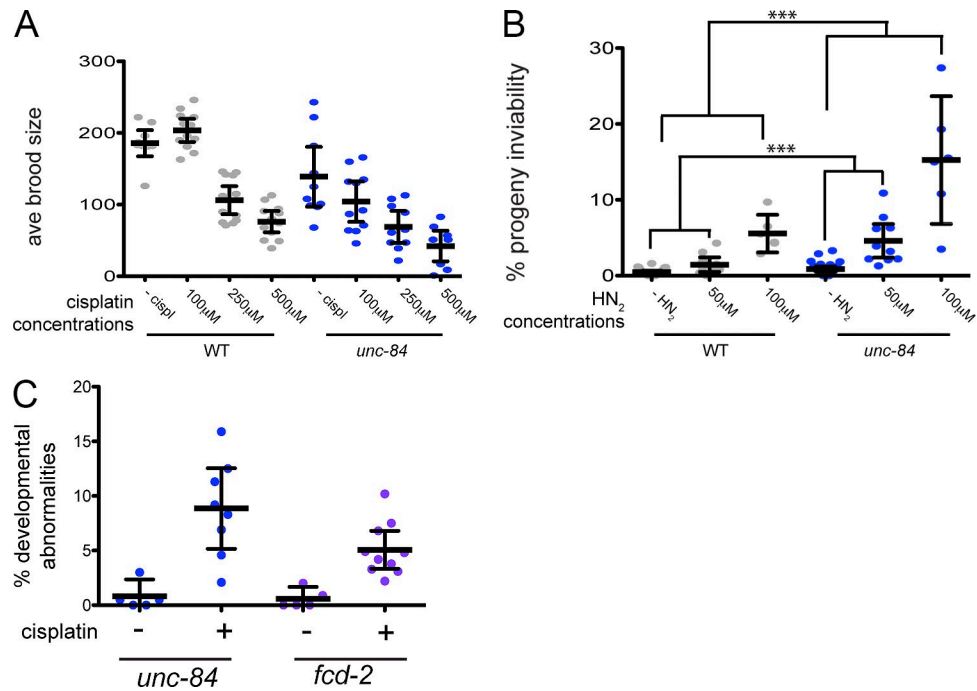 A
300
200
100
0
ave brood size
cisplatin
concentrations
- cispl
100µM
250µM
500µM
- cispl
100µM
250µM
500µM
WT
unc-84
B
30
20
10
0
% progeny inviability
***
***
HN2
concentrations
- HN2
50µM
100µM
- HN2
50µM
100µM
WT
unc-84
C
20
15
10
5
0
% developmental
abnormalities
cisplatin
- + - +
unc-84
fcd-2